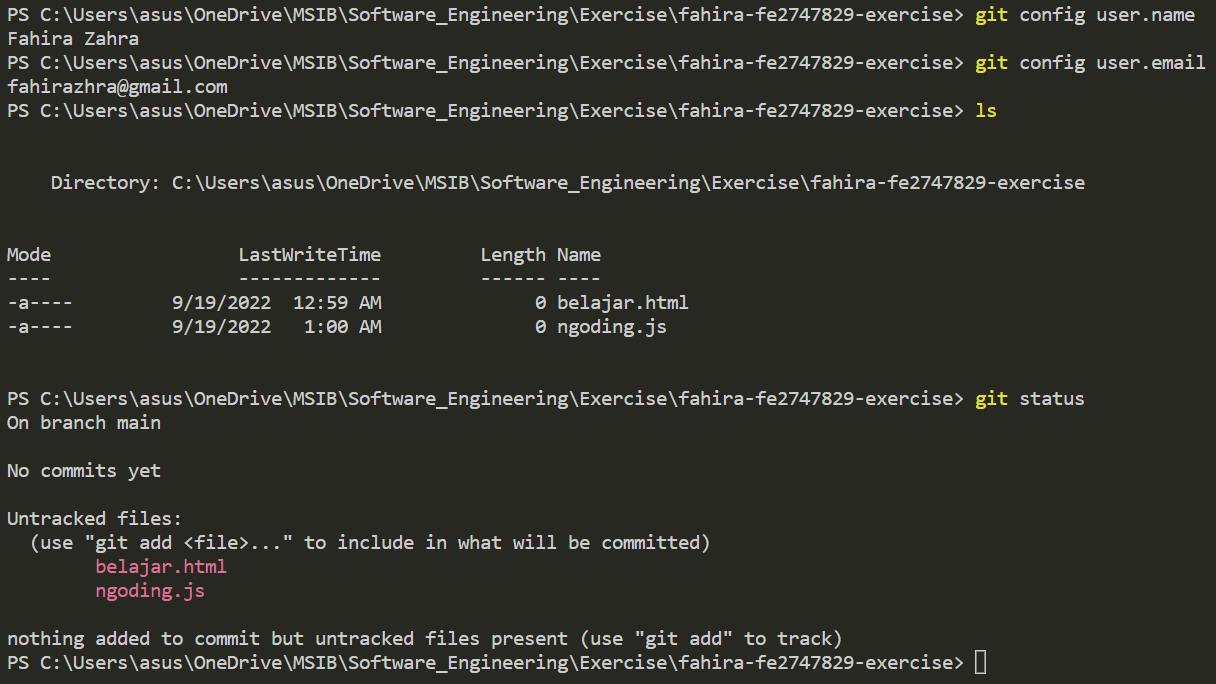 PS C:\Users\asus\OneDrive\MSIB\Software_Engineering\Exercise\fahira-fe2747829-exercise> git config user.name
Fahira Zahra
PS C:\Users\asus\OneDrive\MSIB\Software_Engineering\Exercise\fahira-fe2747829-exercise> git config user.email
fahirazhra@gmail.com
PS C:\Users\asus\OneDrive\MSIB\Software_Engineering\Exercise\fahira-fe2747829-exercise> ls
    Directory: C:\Users\asus\OneDrive\MSIB\Software_Engineering\Exercise\fahira-fe2747829-exercise
Mode                 LastWriteTime         Length Name
----                 -------------         ------ ----
-a----         9/19/2022  12:59 AM              0 belajar.html
-a----         9/19/2022   1:00 AM              0 ngoding.js
PS C:\Users\asus\OneDrive\MSIB\Software_Engineering\Exercise\fahira-fe2747829-exercise> git status
On branch main
No commits yet
Untracked files:
  (use "git add <file>..." to include in what will be committed)
        belajar.html
        ngoding.js
nothing added to commit but untracked files present (use "git add" to track)
PS C:\Users\asus\OneDrive\MSIB\Software_Engineering\Exercise\fahira-fe2747829-exercise>